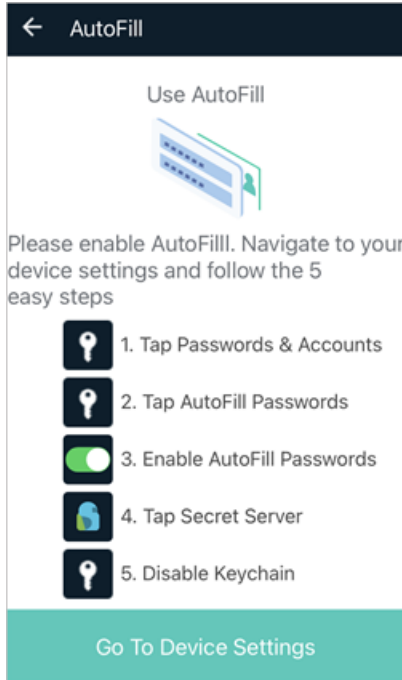 AutoFill
Use AutoFill
Please enable AutoFilll. Navigate to your
device settings and follow the 5
easy steps
1. Tap Passwords & Accounts
2. Tap AutoFill Passwords
3. Enable AutoFill Passwords
4. Tap Secret Server
5. Disable Keychain
Go To Device Settings